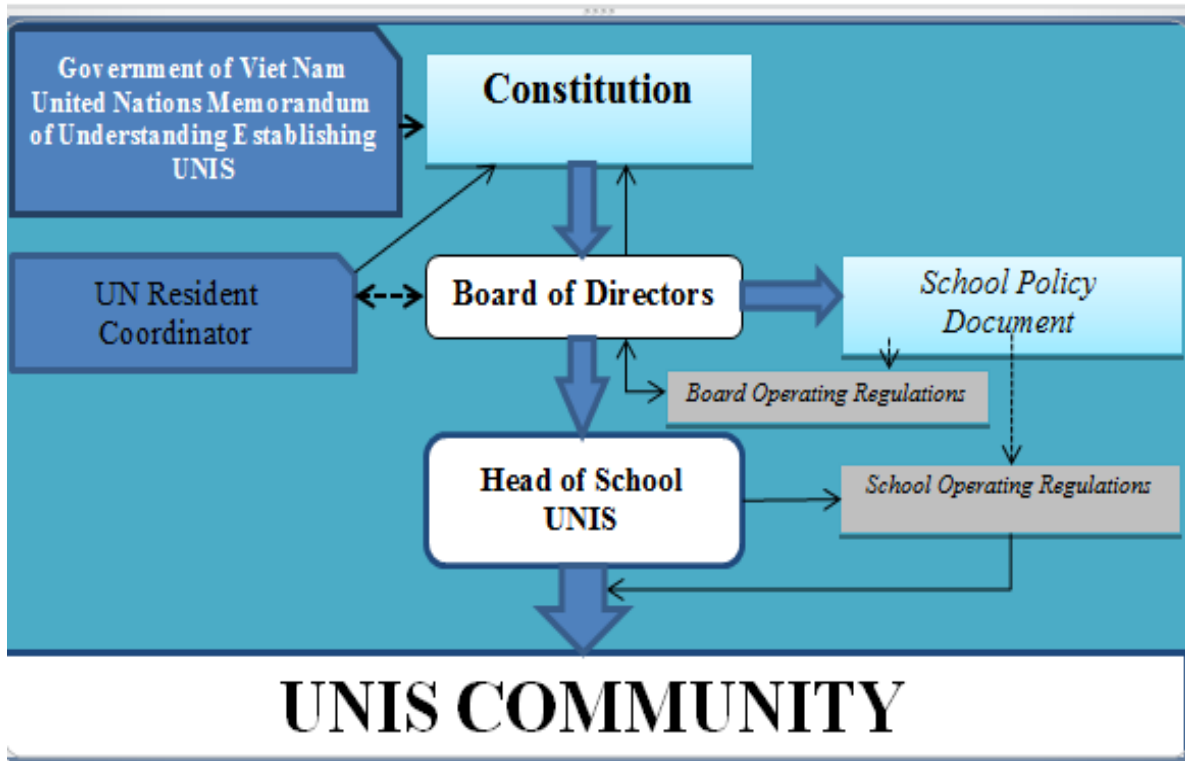 Government of Viet Nam
United Nations Memorandum
of Understanding Establishing
UNIS
Constitution
UN Resident
Coordinator
Board of Directors
School Policy
Document
Board Operating Regulations
Head of School
UNIS
School Operating Regulations
UNIS COMMUNITY